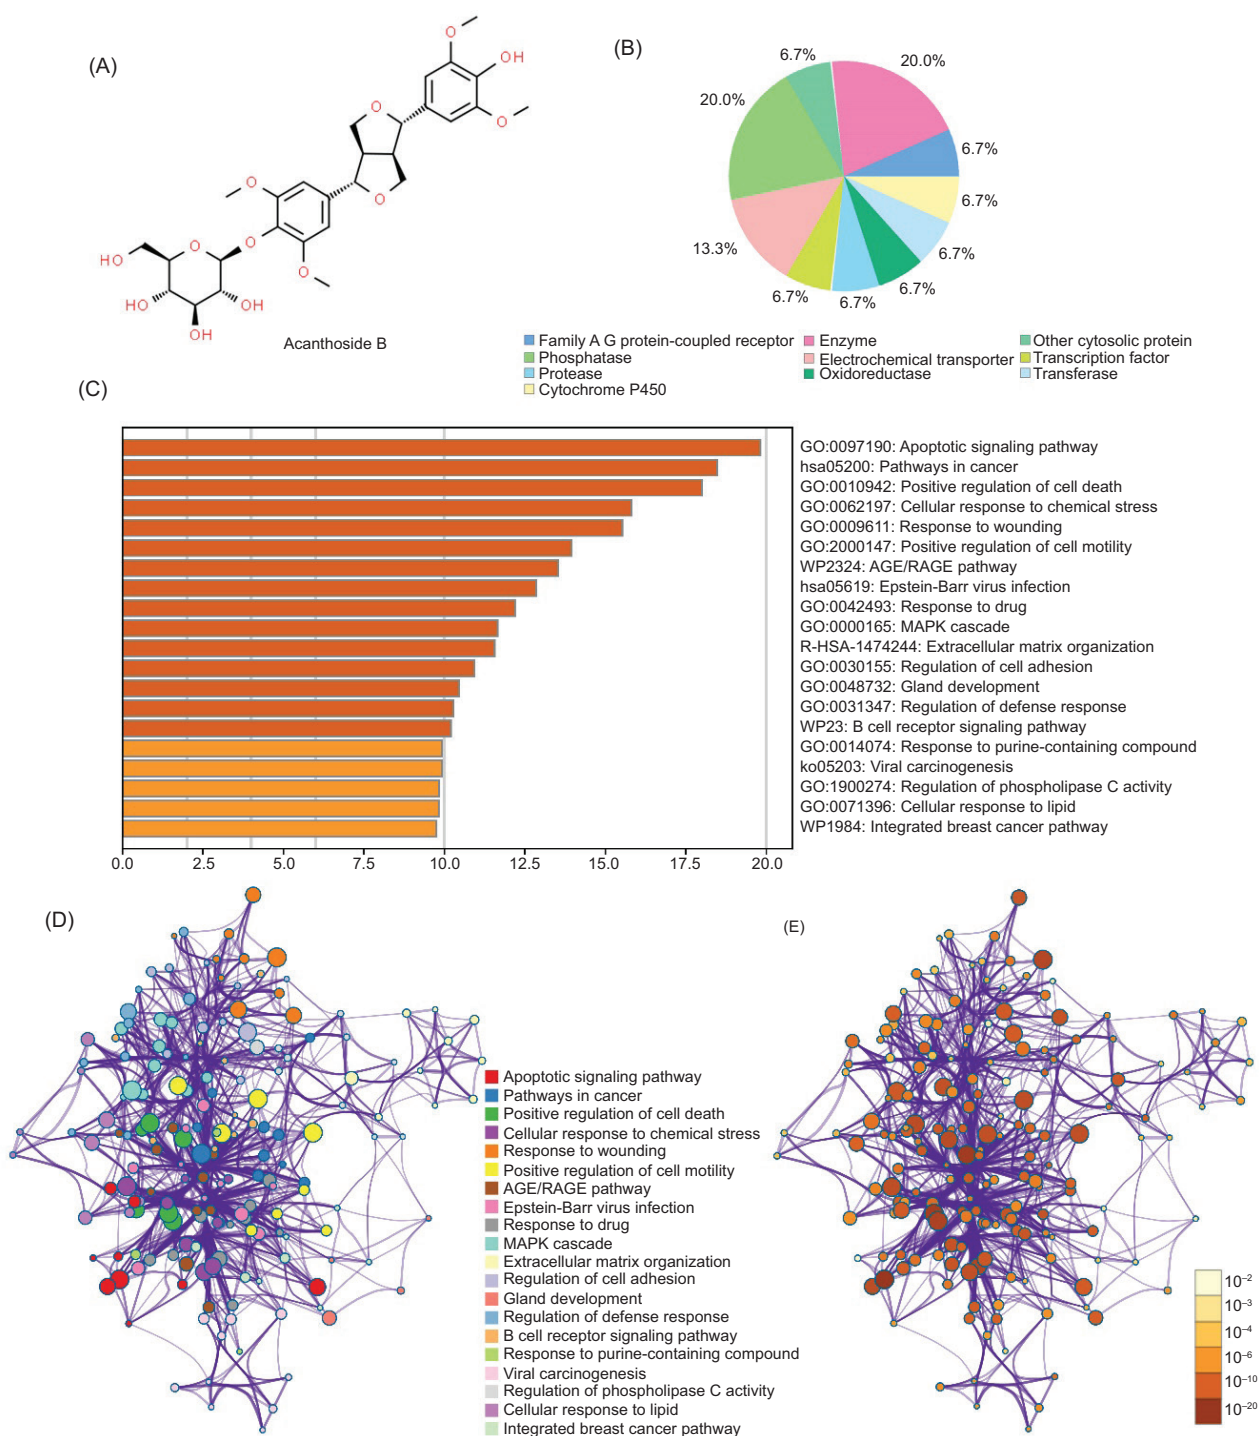 (A)
O
OH
O
O
O
O
O
O
O
HO
HO
OH
OH
Acanthoside B
(B)
6.7%
20.0%
20.0%
6.7%
6.7%
13.3%
6.7%
6.7%
6.7%
6.7%
Family A G protein-coupled receptor
Enzyme
Other cytosolic protein
Phosphatase
Electrochemical transporter
Transcription factor
Protease
Oxidoreductase
Transferase
Cytochrome P450
(C)
GO:0097190: Apoptotic signaling pathway
hsa05200: Pathways in cancer
GO:0010942: Positive regulation of cell death
GO:0062197: Cellular response to chemical stress
GO:0009611: Response to wounding
GO:2000147: Positive regulation of cell motility
WP2324: AGE/RAGE pathway
hsa05619: Epstein-Barr virus infection
GO:0042493: Response to drug
GO:0000165: MAPK cascade
R-HSA-1474244: Extracellular matrix organization
GO:0030155: Regulation of cell adhesion
GO:0048732: Gland development
GO:0031347: Regulation of defense response
WP23: B cell receptor signaling pathway
GO:0014074: Response to purine-containing compound
ko05203: Viral carcinogenesis
GO:1900274: Regulation of phospholipase C activity
GO:0071396: Cellular response to lipid
WP1984: Integrated breast cancer pathway
0.0 2.5 5.0 7.5 10.0 12.5 15.0 17.5 20.0
(D)
Apoptotic signaling pathway
Pathways in cancer
Positive regulation of cell death
Cellular response to chemical stress
Response to wounding
Positive regulation of cell motility
AGE/RAGE pathway
Epstein-Barr virus infection
Response to drug
MAPK cascade
Extracellular matrix organization
Regulation of cell adhesion
Gland development
Regulation of defense response
B cell receptor signaling pathway
Response to purine-containing compound
Viral carcinogenesis
Regulation of phospholipase C activity
Cellular response to lipid
Integrated breast cancer pathway
(E)
10⁻²
10⁻³
10⁻⁴
10⁻⁶
10⁻¹⁰
10⁻²⁰